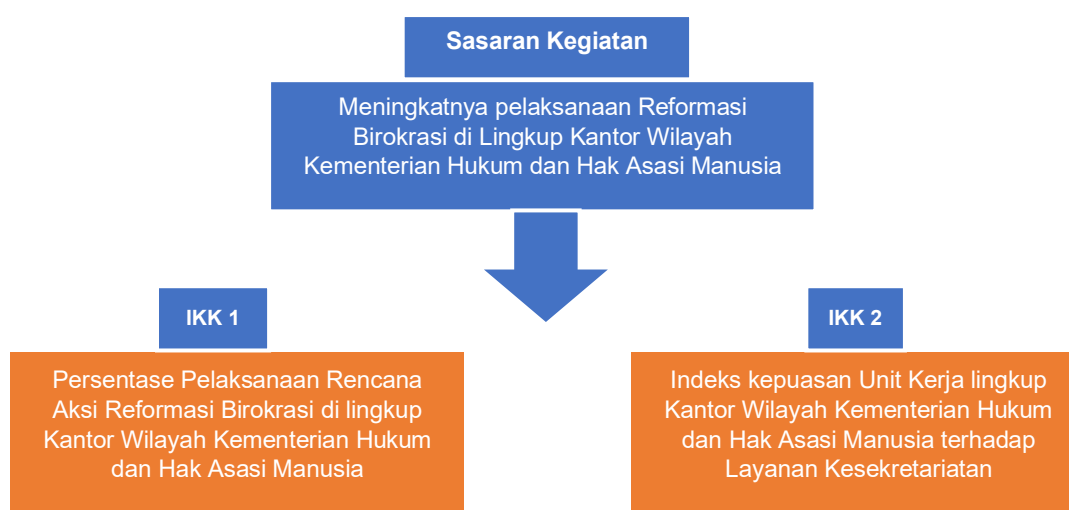 Sasaran Kegiatan
Meningkatnya pelaksanaan Reformasi
Birokrasi di Lingkup Kantor Wilayah
Kementerian Hukum dan Hak Asasi Manusia
IKK 1
Persentase Pelaksanaan Rencana
Aksi Reformasi Birokrasi di lingkup
Kantor Wilayah Kementerian Hukum
dan Hak Asasi Manusia
IKK 2
Indeks kepuasan Unit Kerja lingkup
Kantor Wilayah Kementerian Hukum
dan Hak Asasi Manusia terhadap
Layanan Kesekretariatan